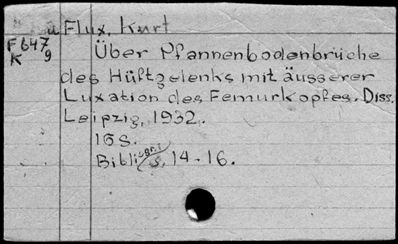 Flux, Kurt
F647
K 9
Über Pfannenbodenbrüche
des Hüftgelenks mit äusserer
Luxation des Femurkopfes. Diss.
Leipzig, 1932.
16 S.
Bibliogr.: S. 14-16.